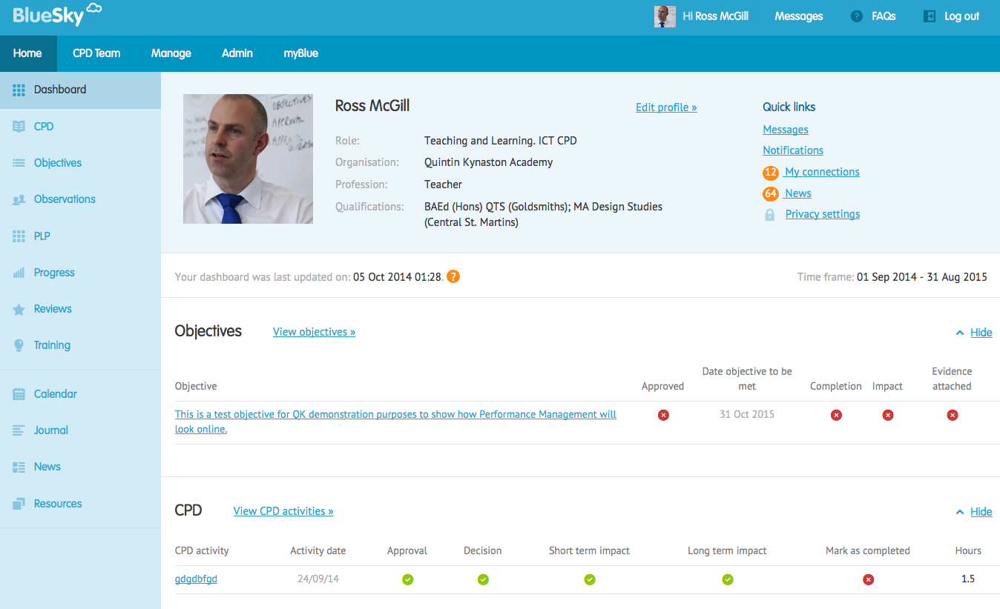 BlueSky
Hi Ross McGill
Messages
? FAQs
Log out
Home
CPD Team
Manage
Admin
myBlue
Dashboard
CPD
Objectives
Observations
PLP
Progress
Reviews
Training
Calendar
Journal
News
Resources
OBJECTIVES
APPROVAL
Ross McGill
Edit profile »
Role: Teaching and Learning. ICT CPD
Organisation: Quintin Kynaston Academy
Profession: Teacher
Qualifications: BAEd (Hons) QTS (Goldsmiths); MA Design Studies
(Central St. Martins)
Quick links
Messages
Notifications
12 My connections
64 News
Privacy settings
Your dashboard was last updated on: 05 Oct 2014 01:28. ?
Time frame: 01 Sep 2014 - 31 Aug 2015
Objectives
View objectives »
Hide
Objective
Approved
Date objective to be
met
Completion
Impact
Evidence
attached
This is a test objective for QK demonstration purposes to show how Performance Management will
look online.
31 Oct 2015
CPD
View CPD activities »
Hide
CPD activity
Activity date
Approval
Decision
Short term impact
Long term impact
Mark as completed
Hours
gdgdbfgd
24/09/14
1.5